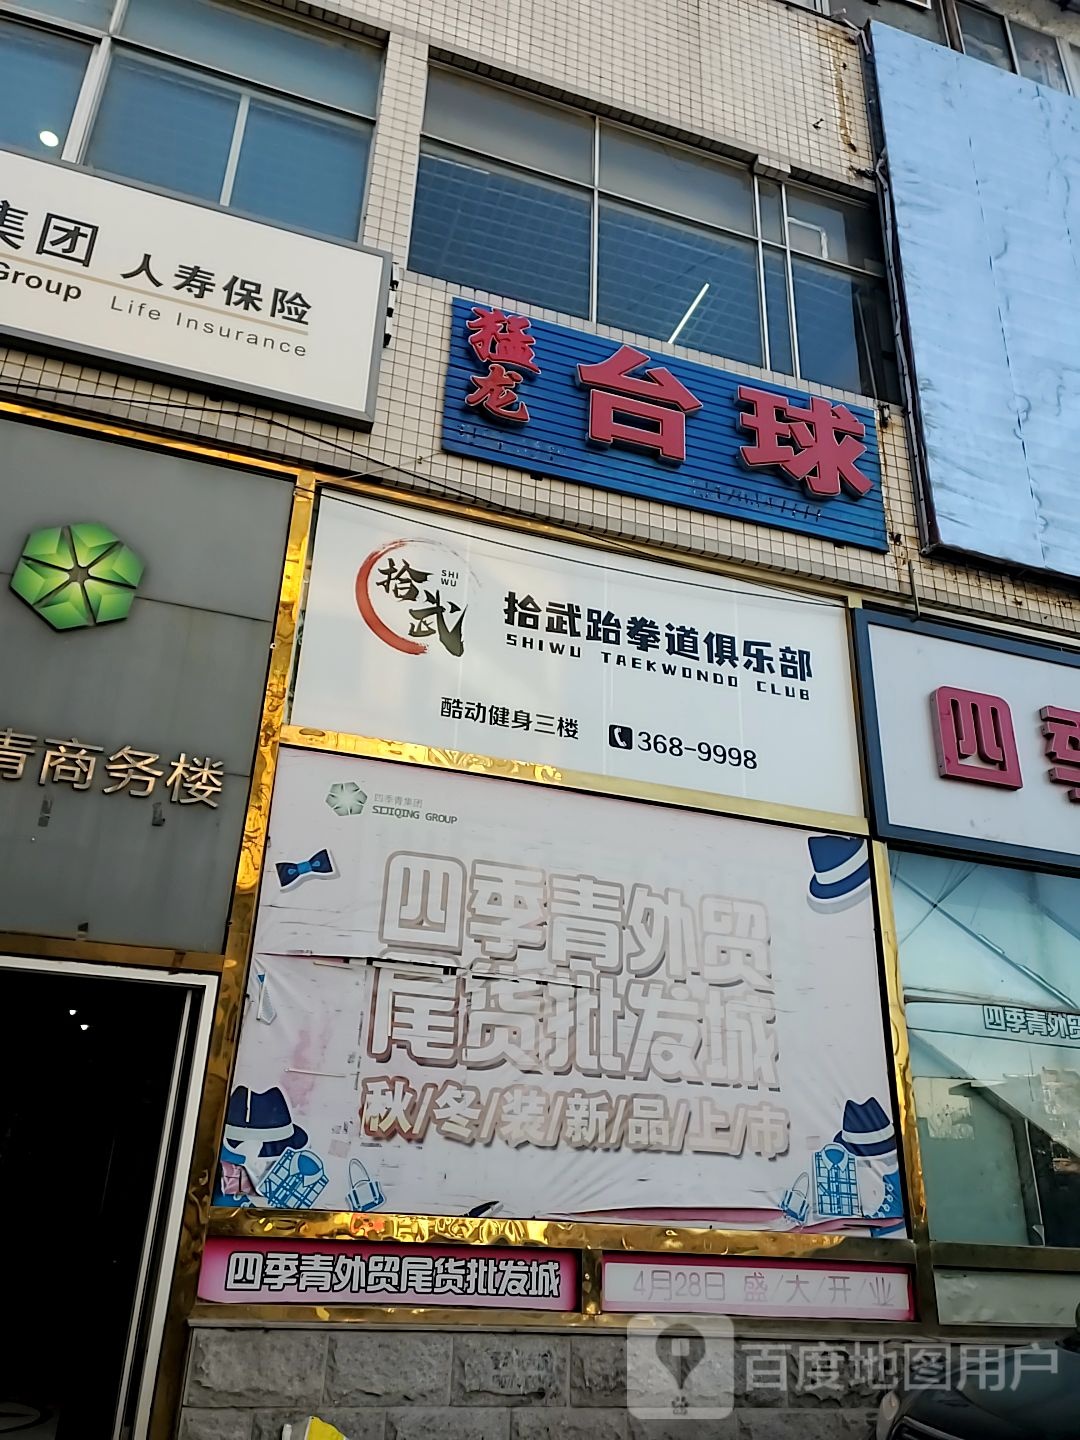 集团 人寿保险
Group Life Insurance
猛龙
台球
拾武
SHI
WU
拾武跆拳道俱乐部
SHIWU TAEKWONDO CLUB
酷动健身三楼 368-9998
四季
青商务楼
四季青集团
SIJIQING GROUP
四季青外贸
尾货批发城
秋/冬/装/新/品/上/市
四季青外贸
四季青外贸尾货批发城
4月28日 盛/大/开/业
百度地图用户